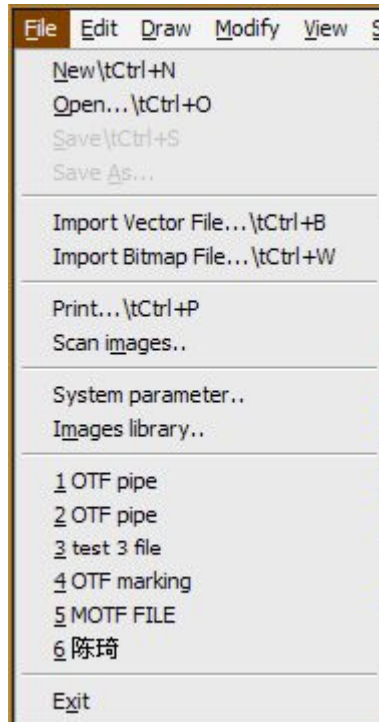 File Edit Draw Modify View S
New\tCtrl+N
Open...\tCtrl+O
Save\tCtrl+S
Save As...
Import Vector File...\tCtrl+B
Import Bitmap File...\tCtrl+W
Print...\tCtrl+P
Scan images..
System parameter..
Images library..
1 OTF pipe
2 OTF pipe
3 test 3 file
4 OTF marking
5 MOTF FILE
6 陈琦
Exit